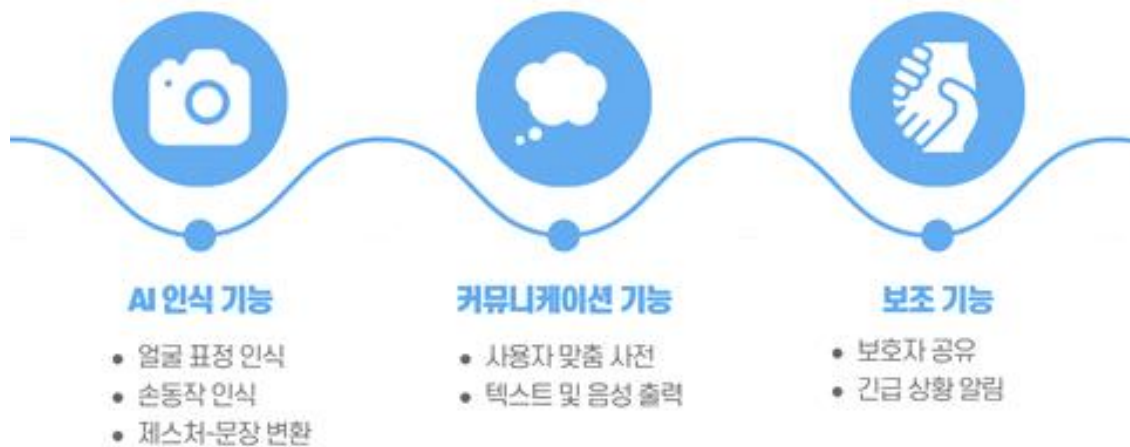 AI 인식 기능
• 얼굴 표정 인식
• 손동작 인식
• 제스처-문장 변환
커뮤니케이션 기능
• 사용자 맞춤 사전
• 텍스트 및 음성 출력
보조 기능
• 보호자 공유
• 긴급 상황 알림